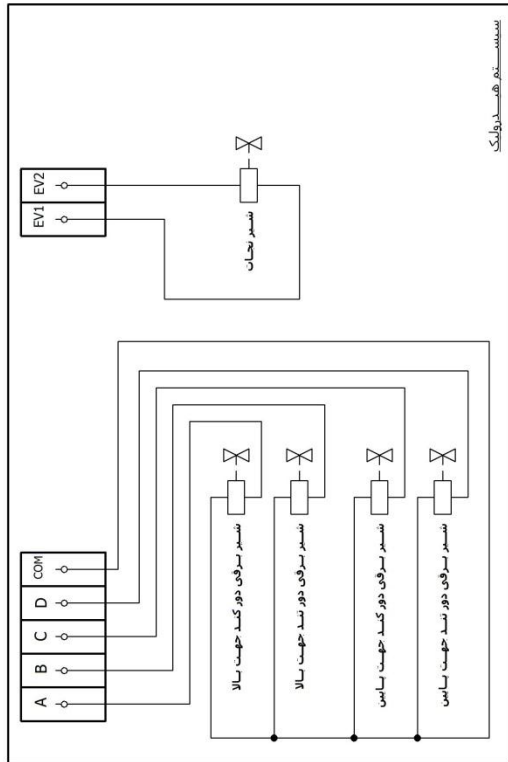 سیستم هیدرولیک
EV2
EV1
شیر نجات
COM
D
C
B
A
شیر برقی دور کند جهت بالا
شیر برقی دور تند جهت بالا
شیر برقی دور کند جهت پایین
شیر برقی دور تند جهت پایین